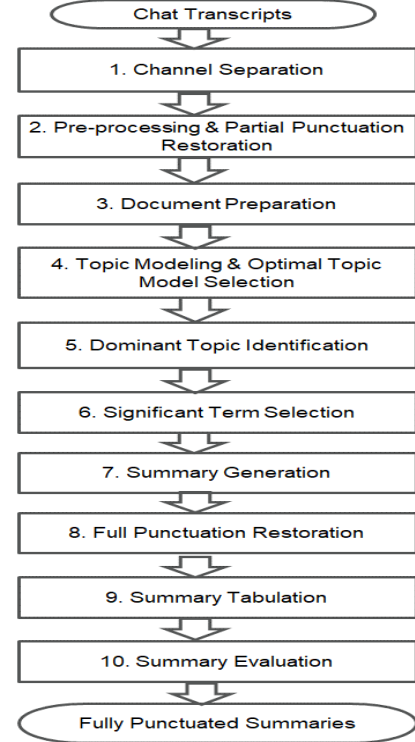 Chat Transcripts
1. Channel Separation
2. Pre-processing & Partial Punctuation
Restoration
3. Document Preparation
4. Topic Modeling & Optimal Topic
Model Selection
5. Dominant Topic Identification
6. Significant Term Selection
7. Summary Generation
8. Full Punctuation Restoration
9. Summary Tabulation
10. Summary Evaluation
Fully Punctuated Summaries